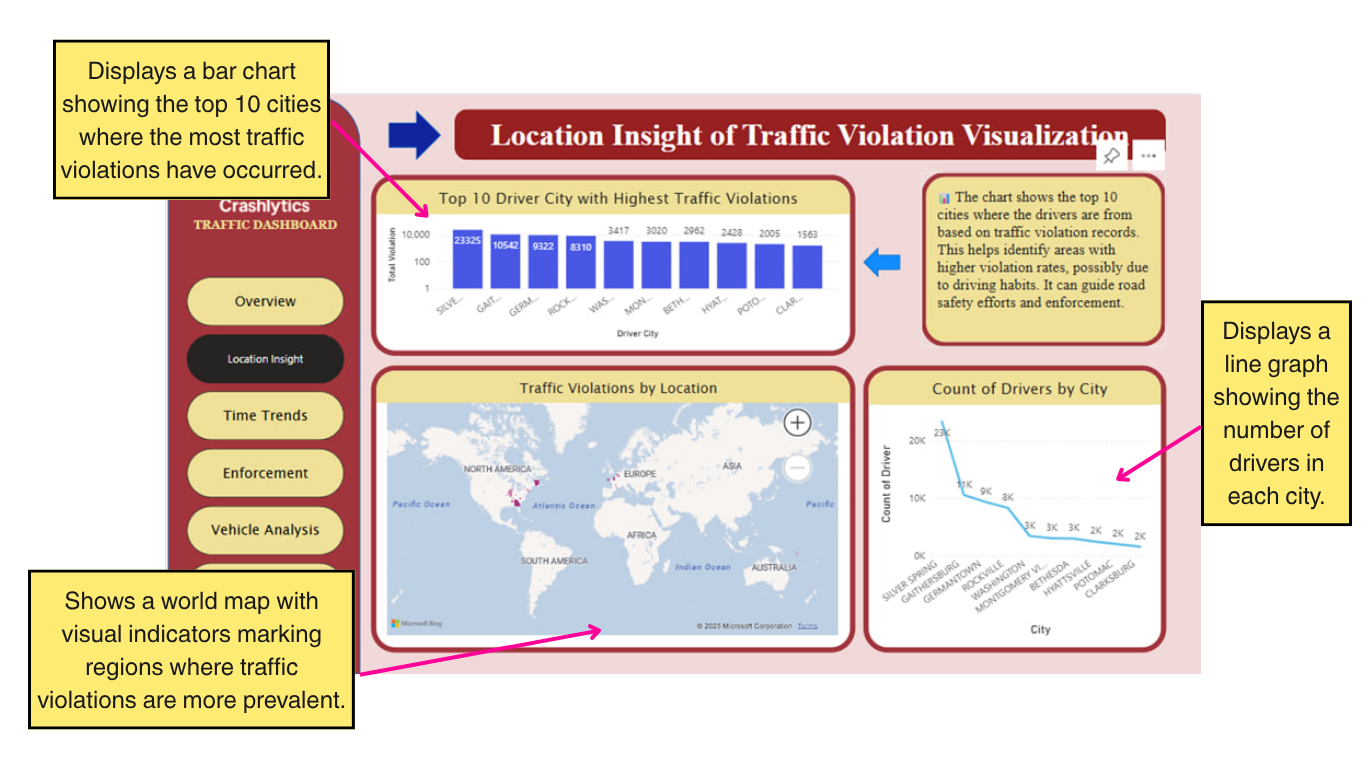 Displays a bar chart
showing the top 10 cities
where the most traffic
violations have occurred.
Location Insight of Traffic Violation Visualization
Crashlytics
TRAFFIC DASHBOARD
Overview
Location Insight
Time Trends
Enforcement
Vehicle Analysis
Top 10 Driver City with Highest Traffic Violations
Total Violation
10,000
100
1
23325 10542 9322 8310 3417 3020 2962 2428 2005 1563
SILVE... GAIT... GERM... ROCK... WAS... MON... BETH... HYAT... POTO... CLAR...
Driver City
The chart shows the top 10
cities where the drivers are from
based on traffic violation records.
This helps identify areas with
higher violation rates, possibly due
to driving habits. It can guide road
safety efforts and enforcement.
Displays a
line graph
showing the
number of
drivers in
each city.
Traffic Violations by Location
NORTH AMERICA
EUROPE
ASIA
Pacific Ocean
Atlantic Ocean
Pacific
AFRICA
SOUTH AMERICA
Indian Ocean
AUSTRALIA
Microsoft Bing
© 2025 Microsoft Corporation Terms
Count of Drivers by City
Count of Driver
20K
10K
0K
23K 11K 9K 8K 3K 3K 3K 2K 2K 2K
SILVER SPRING
GAITHERSBURG
GERMANTOWN
ROCKVILLE
WASHINGTON
MONTGOMERY VI...
BETHESDA
HYATTSVILLE
POTOMAC
CLARKSBURG
City
Shows a world map with
visual indicators marking
regions where traffic
violations are more prevalent.